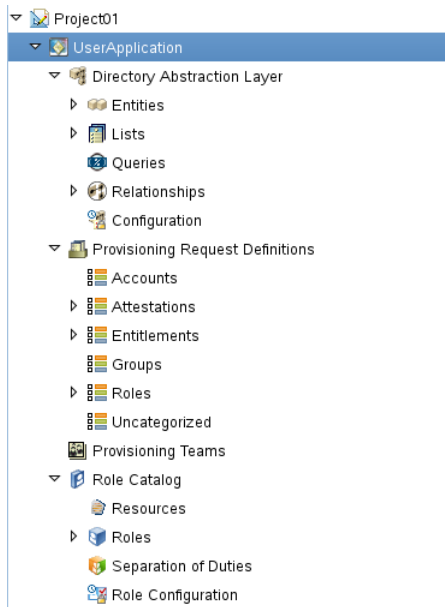 Project01
UserApplication
Directory Abstraction Layer
Entities
Lists
Queries
Relationships
Configuration
Provisioning Request Definitions
Accounts
Attestations
Entitlements
Groups
Roles
Uncategorized
Provisioning Teams
Role Catalog
Resources
Roles
Separation of Duties
Role Configuration